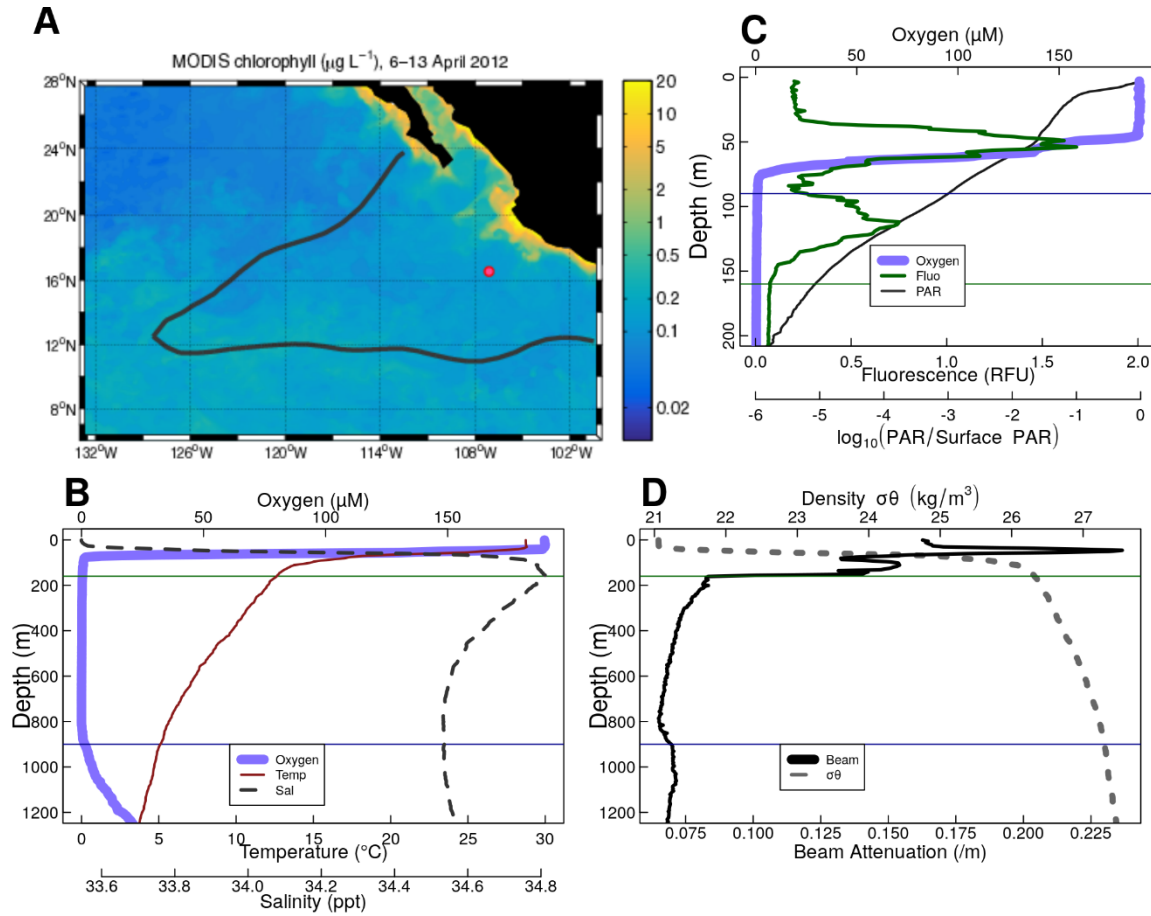 A
MODIS chlorophyll (µg L⁻¹), 6–13 April 2012
28°N
24°N
20°N
16°N
12°N
8°N
132°W 126°W 120°W 114°W 108°W 102°W
20
10
5
2
1
0.5
0.2
0.1
0.02
C
Oxygen (µM)
0 50 100 150
Depth (m)
0
50
100
150
200
Oxygen
Fluo
PAR
0.0 0.5 1.0 1.5 2.0
Fluorescence (RFU)
-6 -5 -4 -3 -2 -1 0
log₁₀(PAR/Surface PAR)
B
Oxygen (µM)
0 50 100 150
Depth (m)
0
200
400
600
800
1000
1200
Oxygen
Temp
Sal
0 5 10 15 20 25 30
Temperature (°C)
33.6 33.8 34.0 34.2 34.4 34.6 34.8
Salinity (ppt)
D
Density σθ (kg/m³)
21 22 23 24 25 26 27
Depth (m)
0
200
400
600
800
1000
1200
Beam
σθ
0.075 0.100 0.125 0.150 0.175 0.200 0.225
Beam Attenuation (/m)